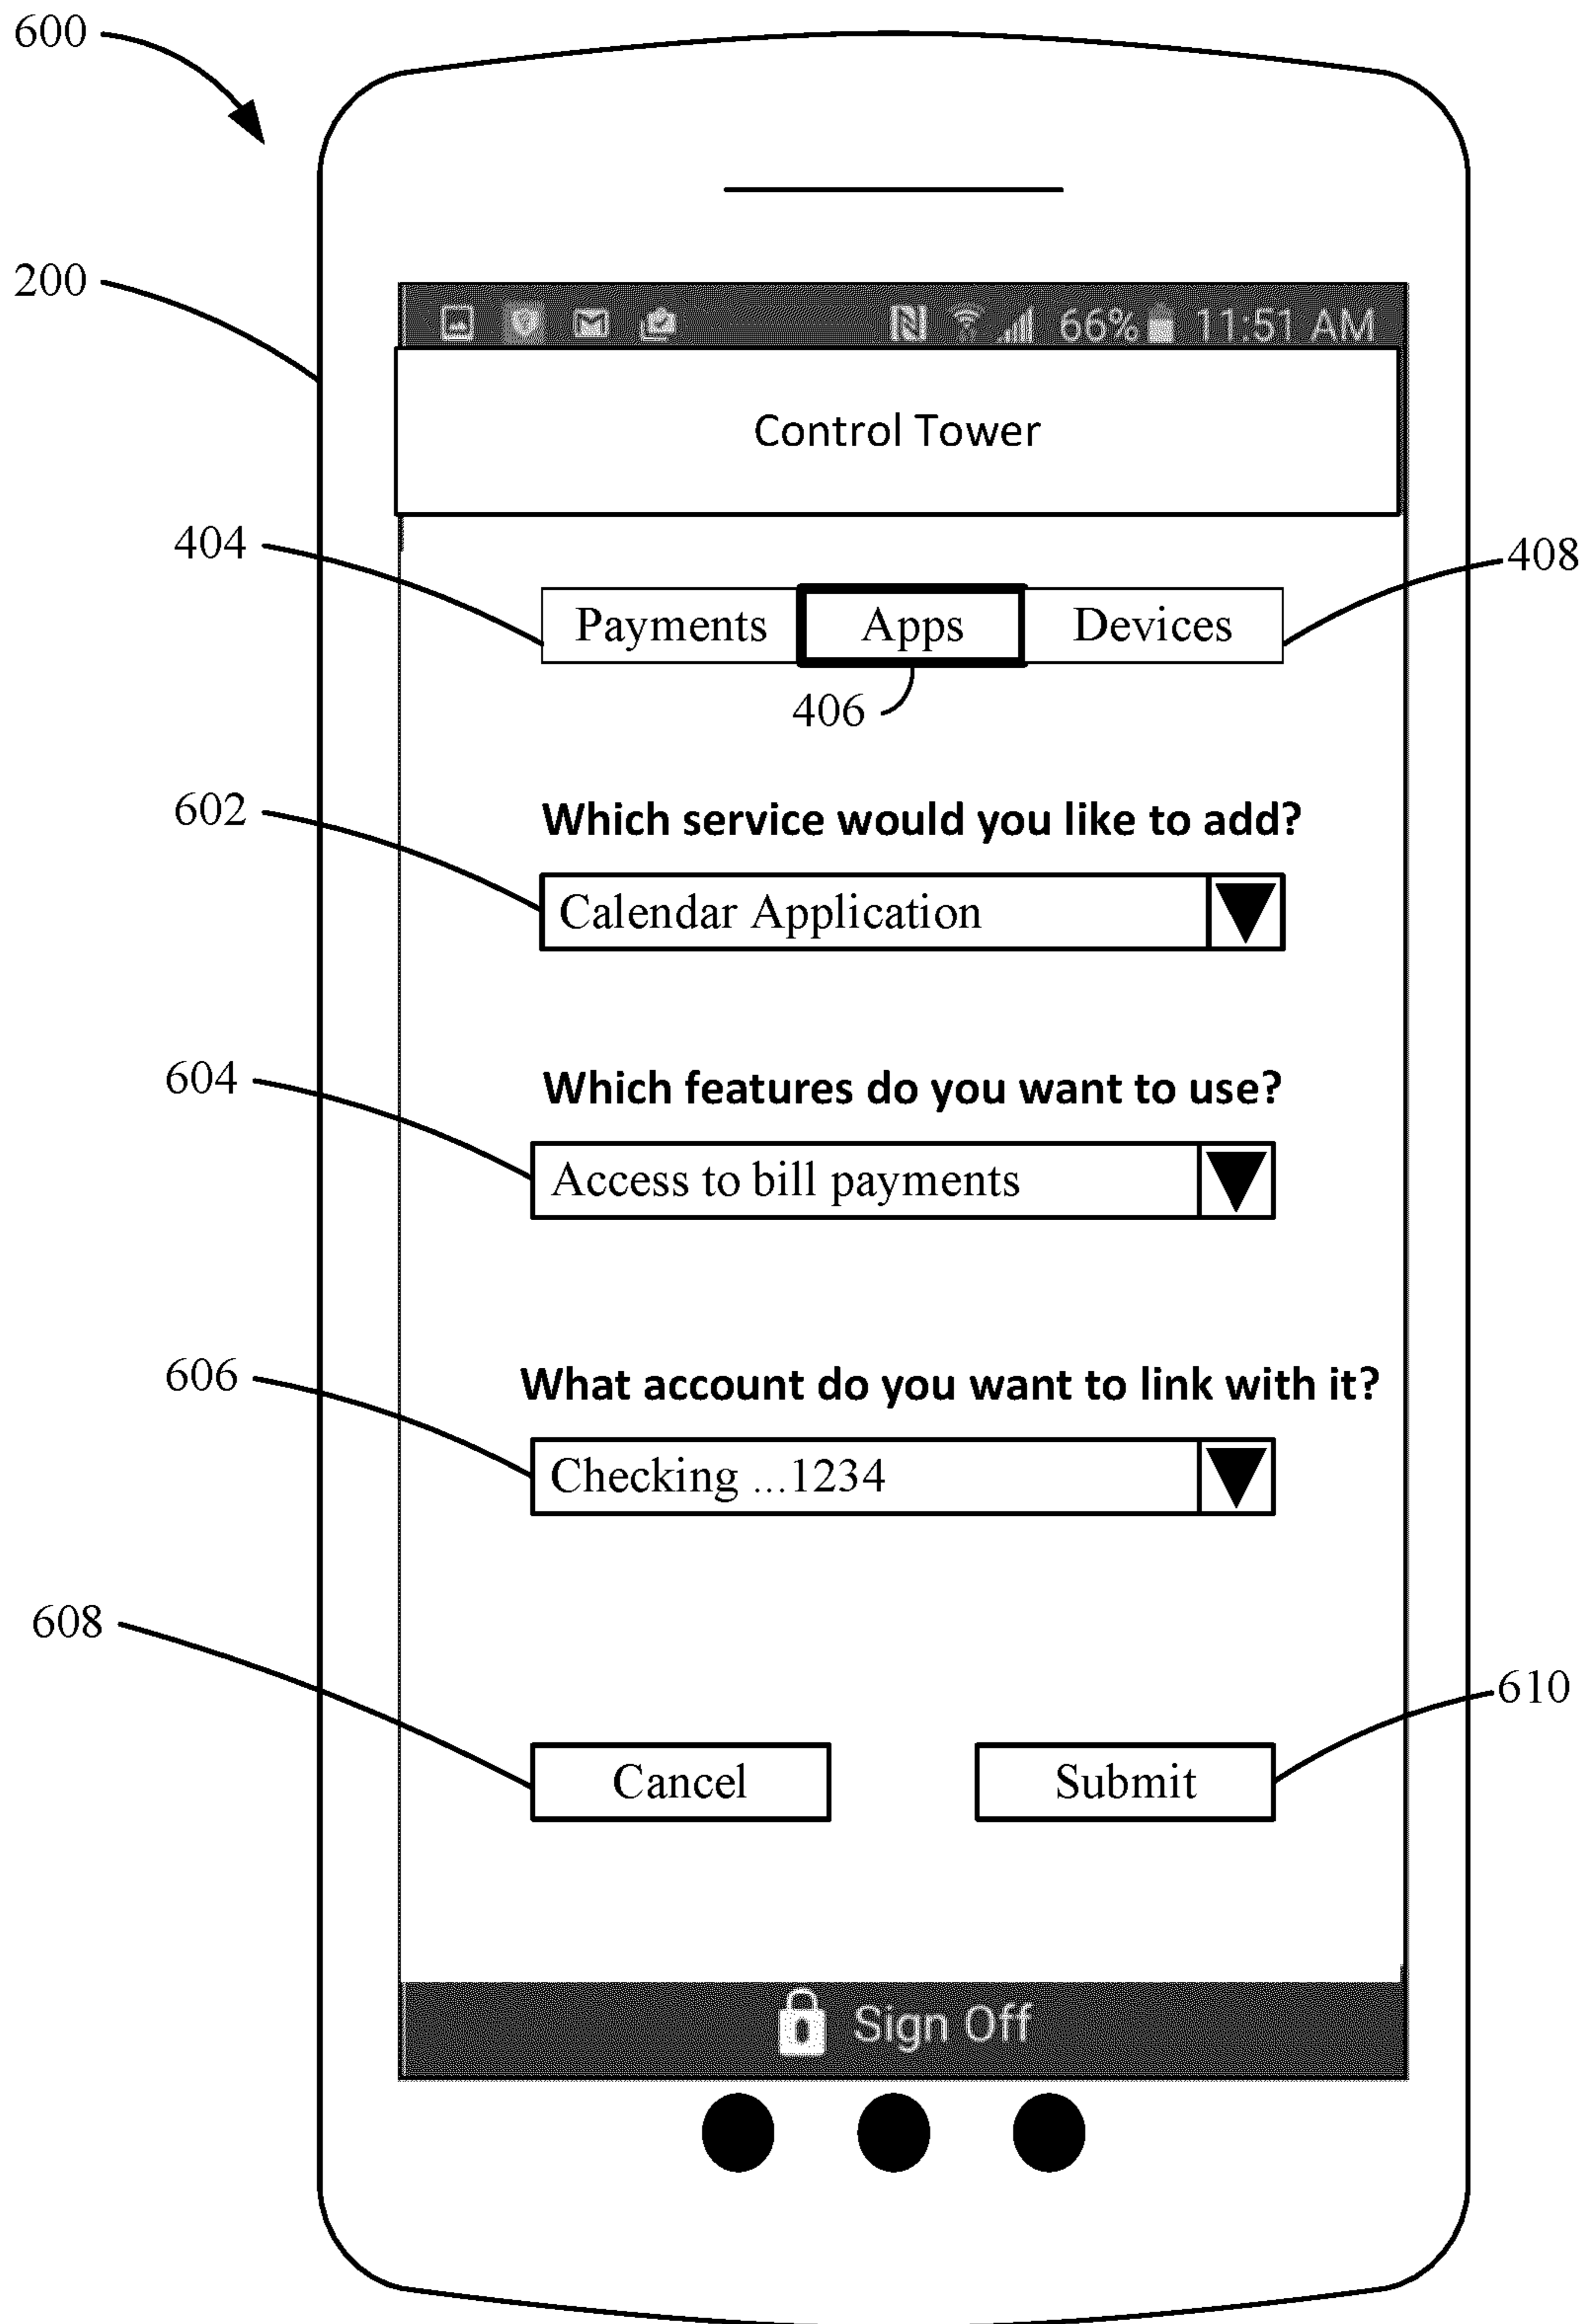 600
200
66% 11:51 AM
Control Tower
404
408
Payments Apps Devices
406
602
Which service would you like to add?
Calendar Application
604
Which features do you want to use?
Access to bill payments
606
What account do you want to link with it?
Checking ...1234
608
610
Cancel Submit
Sign Off